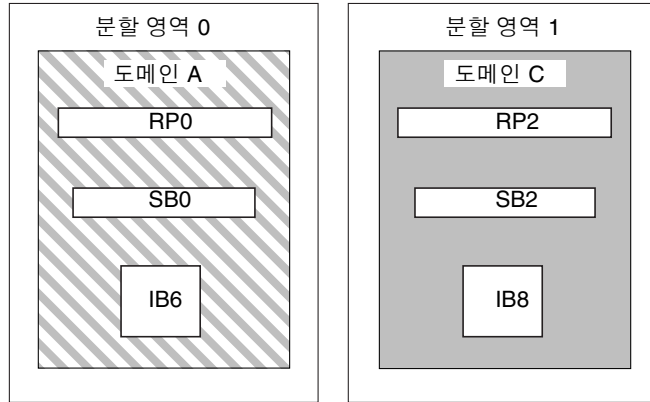 분할 영역 0
도메인 A
RP0
SB0
IB6
분할 영역 1
도메인 C
RP2
SB2
IB8